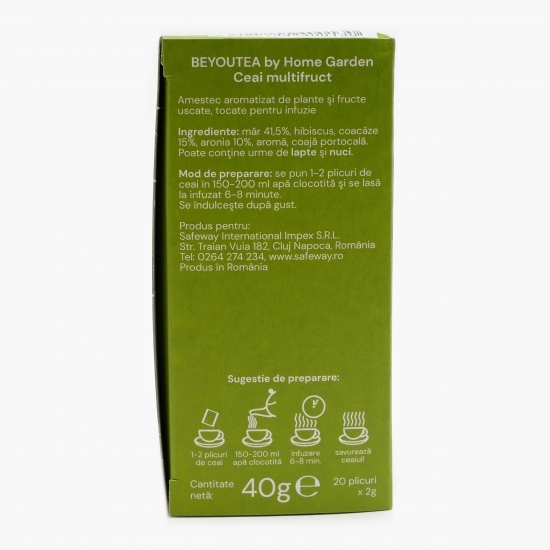 BEYOUTEA by Home Garden
Ceai multifruct
Amestec aromatizat de plante şi fructe
uscate, tocate pentru infuzie
Ingrediente: măr 41,5%, hibiscus, coacăze
15%, aronia 10%, aromă, coajă portocală.
Poate conţine urme de lapte şi nuci.
Mod de preparare: se pun 1-2 plicuri de
ceai în 150-200 ml apă clocotită şi se lasă
la infuzat 6-8 minute.
Se îndulceşte după gust.
Produs pentru:
Safeway International Impex S.R.L.
Str. Traian Vuia 182, Cluj Napoca, România
Tel: 0264 274 234, www.safeway.ro
Produs în România
Sugestie de preparare:
1-2 plicuri
de ceai
150-200 ml
apă clocotită
infuzare
6-8 min.
savurează
ceaiul!
Cantitate
netă:
40g℮
20 plicuri
x 2g